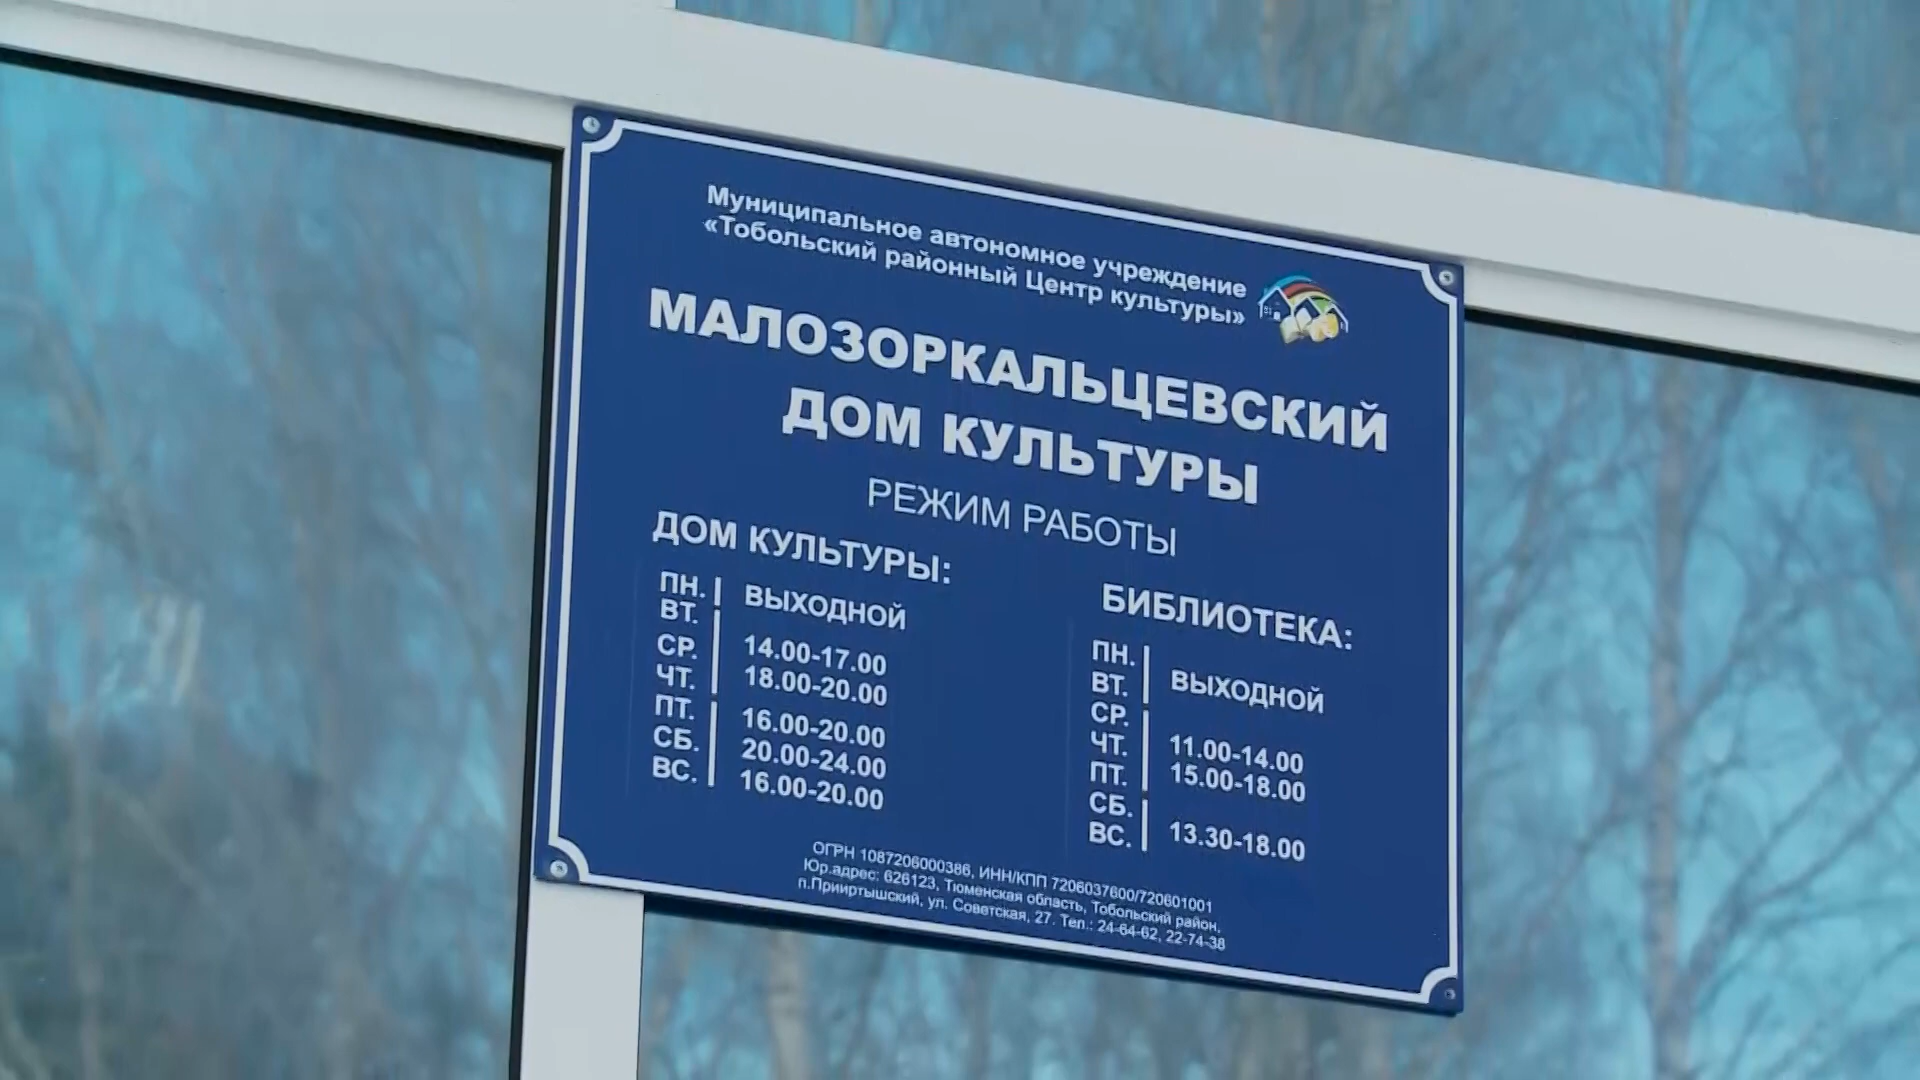 Муниципальное автономное учреждение
«Тобольский районный Центр культуры»
МАЛОЗОРКАЛЬЦЕВСКИЙ
ДОМ КУЛЬТУРЫ
РЕЖИМ РАБОТЫ
ДОМ КУЛЬТУРЫ:
ПН. ВЫХОДНОЙ
ВТ.
СР. 14.00-17.00
ЧТ. 18.00-20.00
ПТ. 16.00-20.00
СБ. 20.00-24.00
ВС. 16.00-20.00
БИБЛИОТЕКА:
ПН.
ВТ. ВЫХОДНОЙ
СР.
ЧТ. 11.00-14.00
ПТ. 15.00-18.00
СБ.
ВС. 13.30-18.00
ОГРН 1087206000386, ИНН/КПП 7206037600/720601001
Юр.адрес: 626123, Тюменская область, Тобольский район,
п.Прииртышский, ул. Советская, 27. Тел.: 24-64-62, 22-74-38